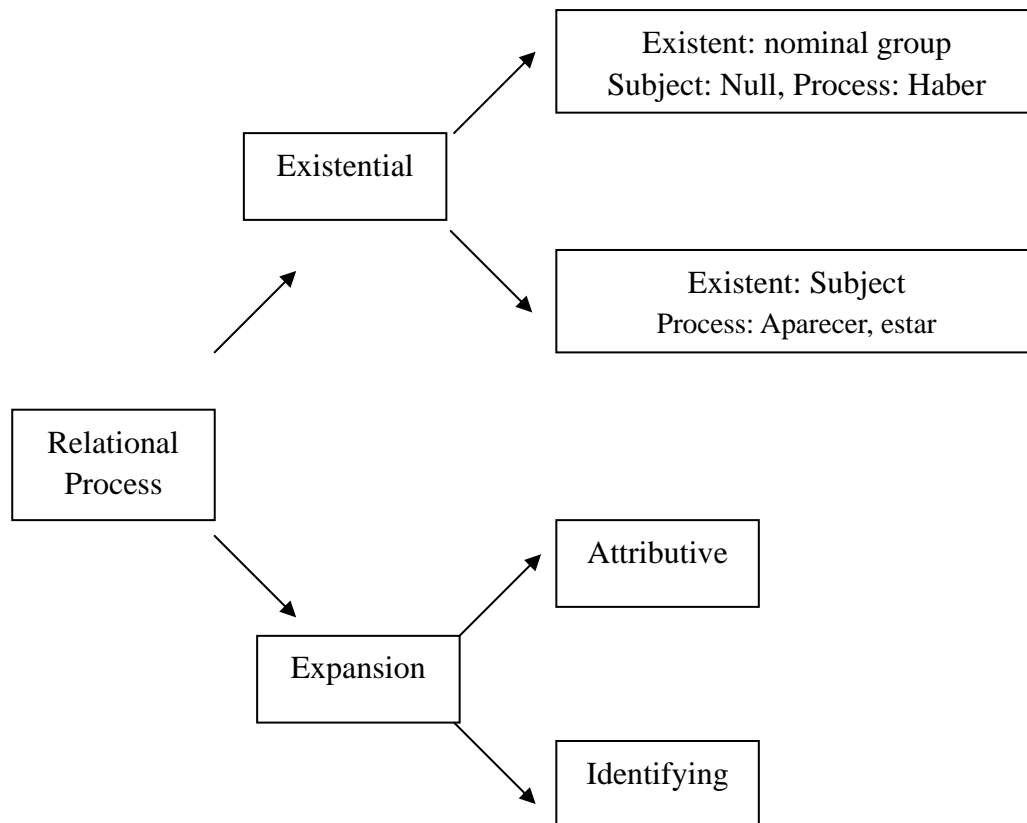 Existent: nominal group
Subject: Null, Process: Haber
Existential
Existent: Subject
Process: Aparecer, estar
Relational
Process
Attributive
Expansion
Identifying